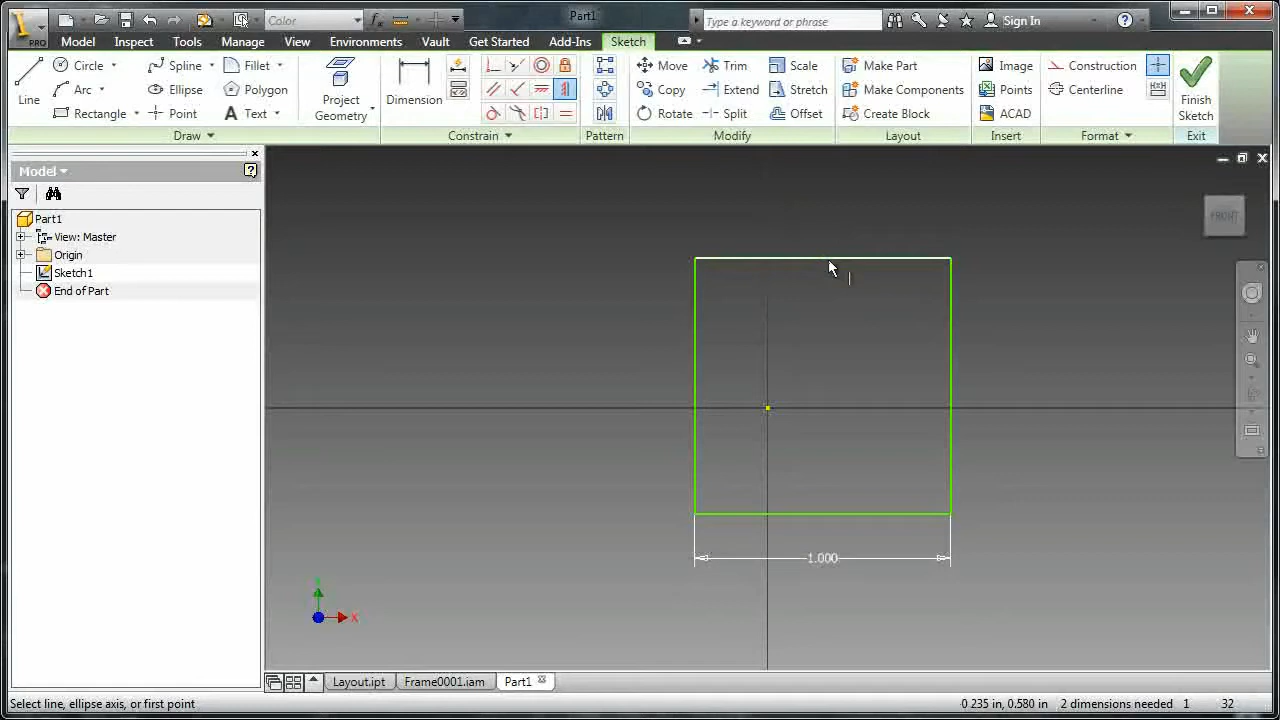 PRO
Color
Part1
Type a keyword or phrase
Sign In
Model Inspect Tools Manage View Environments Vault Get Started Add-Ins Sketch
Line
Circle
Arc
Rectangle
Spline
Ellipse
Point
Fillet
Polygon
Text
Project Geometry
Dimension
Move
Copy
Rotate
Trim
Extend
Split
Scale
Stretch
Offset
Make Part
Make Components
Create Block
Image
Points
ACAD
Construction
Centerline
Finish Sketch
Draw Constrain Pattern Modify Layout Insert Format Exit
Model
Part1
View: Master
Origin
Sketch1
End of Part
FRONT
1.000
X
Layout.ipt Frame0001.iam Part1
Select line, ellipse axis, or first point
0.235 in, 0.580 in 2 dimensions needed 1 32